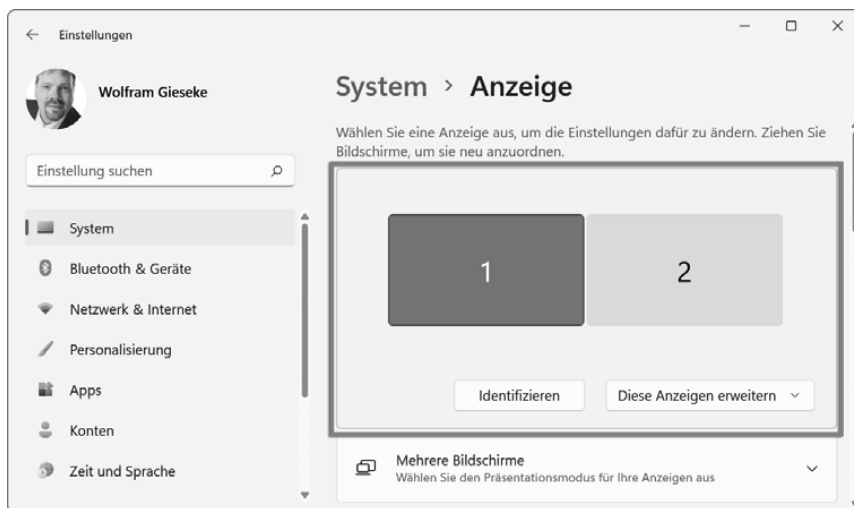 Einstellungen
Wolfram Gieseke
Einstellung suchen
System
Bluetooth & Geräte
Netzwerk & Internet
Personalisierung
Apps
Konten
Zeit und Sprache
System > Anzeige
Wählen Sie eine Anzeige aus, um die Einstellungen dafür zu ändern. Ziehen Sie
Bildschirme, um sie neu anzuordnen.
1
2
Identifizieren
Diese Anzeigen erweitern
Mehrere Bildschirme
Wählen Sie den Präsentationsmodus für Ihre Anzeigen aus